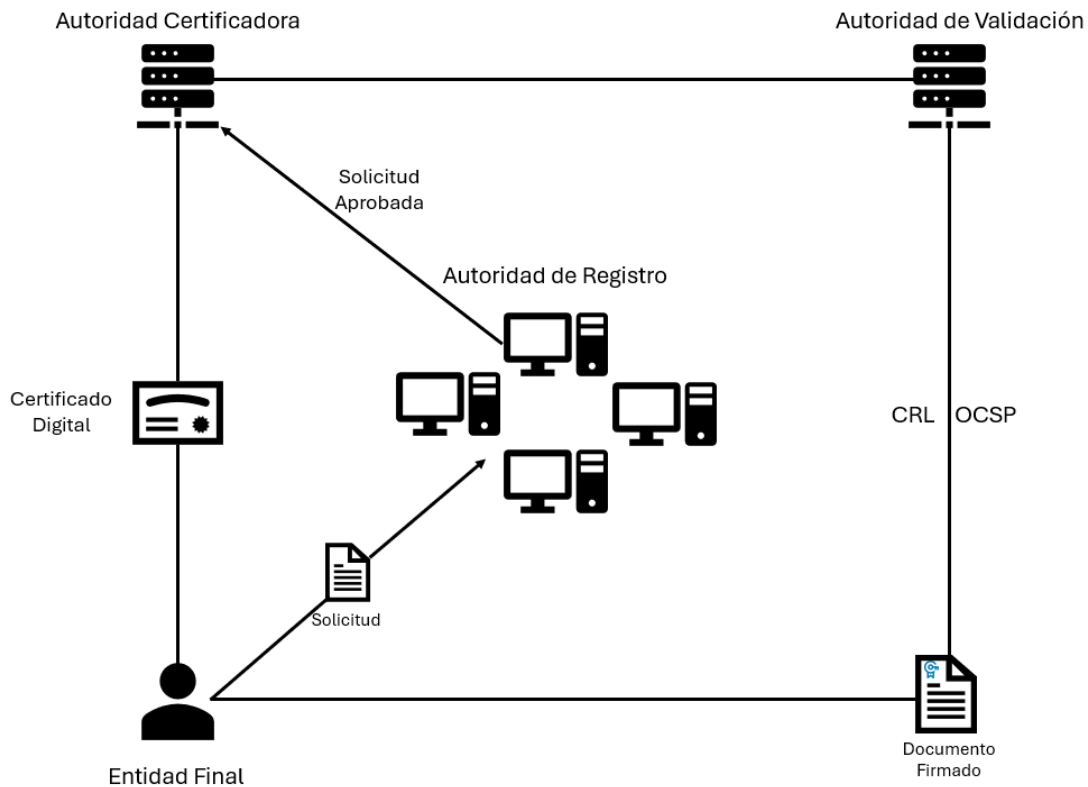 Autoridad Certificadora
Autoridad de Validación
Solicitud
Aprobada
Autoridad de Registro
Certificado
Digital
CRL
OCSP
Solicitud
Documento
Firmado
Entidad Final